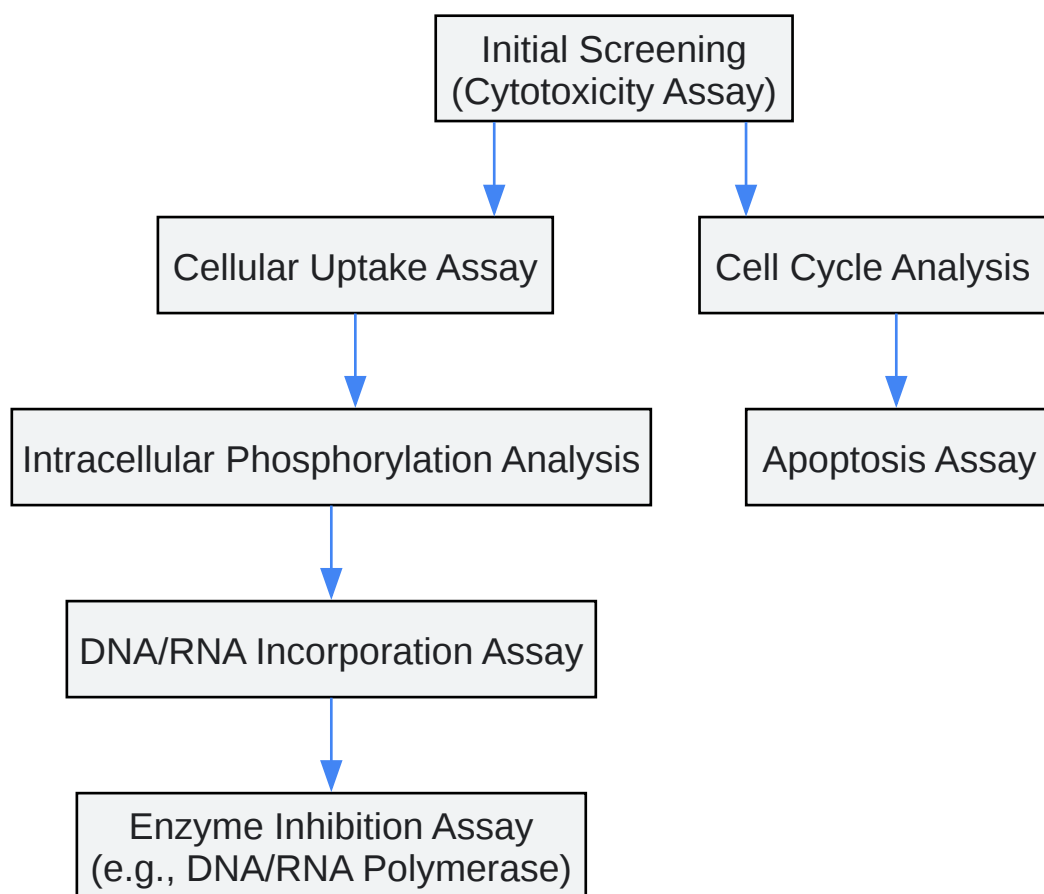 Initial Screening
(Cytotoxicity Assay)
Cellular Uptake Assay
Cell Cycle Analysis
Intracellular Phosphorylation Analysis
Apoptosis Assay
DNA/RNA Incorporation Assay
Enzyme Inhibition Assay
(e.g., DNA/RNA Polymerase)